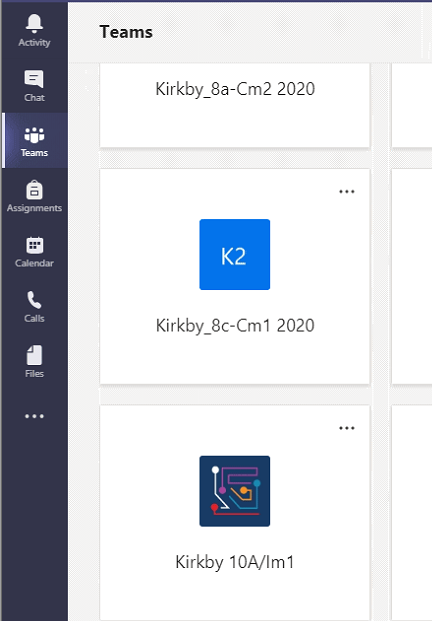 Teams
Activity
Chat
Teams
Assignments
Calendar
Calls
Files
Kirkby_8a-Cm2 2020
K2
Kirkby_8c-Cm1 2020
Kirkby 10A/Im1